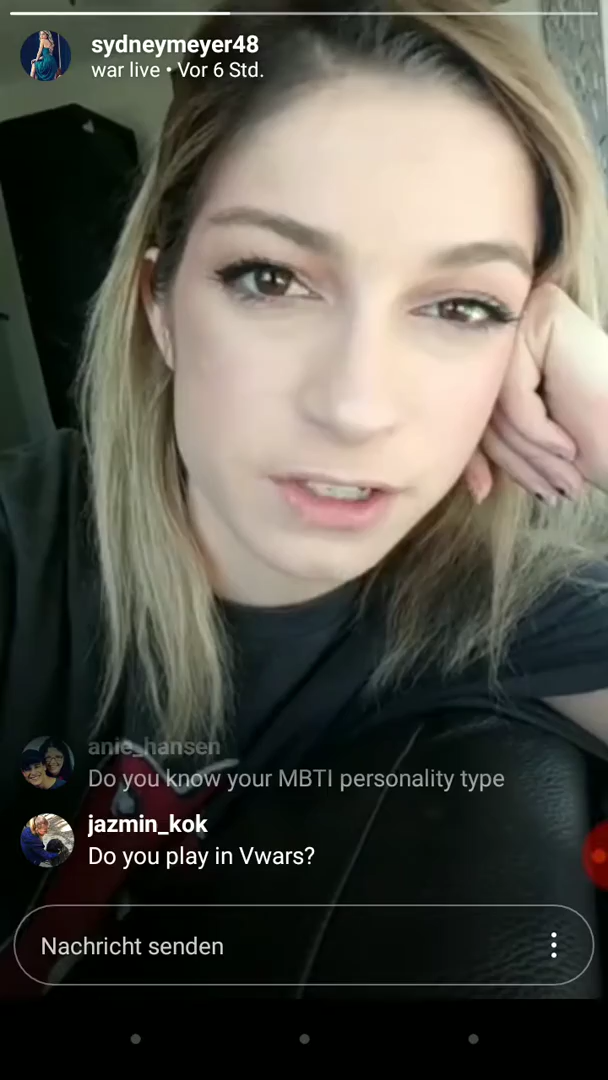 sydneymeyer48
war live • Vor 6 Std.
anie_hansen
Do you know your MBTI personality type
jazmin_kok
Do you play in Vwars?
Nachricht senden